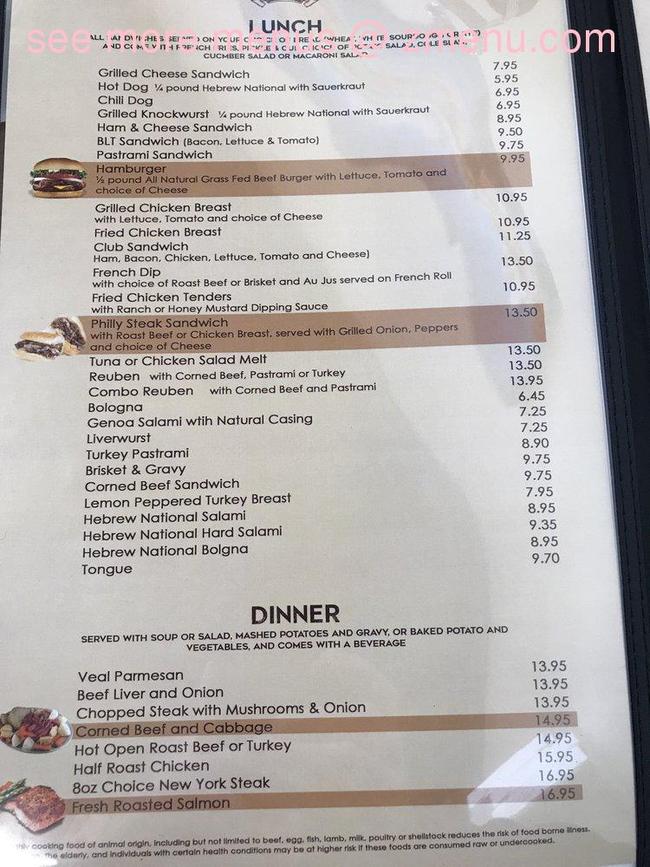 see more menus @ zmenu.com
LUNCH
ALL SANDWICHES SERVED ON YOUR CHOICE OF BREAD (WHEAT, WHITE, SOURDOUGH
AND COME WITH FRENCH FRIES, PICKLE & CHOICE OF POTATO SALAD, COLE SLAW,
CUCMBER SALAD OR MACARONI SALAD
Grilled Cheese Sandwich 7.95
Hot Dog ¼ pound Hebrew National with Sauerkraut 5.95
Chili Dog 6.95
Grilled Knockwurst ¼ pound Hebrew National with Sauerkraut 6.95
Ham & Cheese Sandwich 8.95
BLT Sandwich (Bacon, Lettuce & Tomato) 9.50
Pastrami Sandwich 9.75
Hamburger 9.95
½ pound All Natural Grass Fed Beef Burger with Lettuce, Tomato and
choice of Cheese
Grilled Chicken Breast 10.95
with Lettuce, Tomato and choice of Cheese
Fried Chicken Breast 10.95
Club Sandwich 11.25
Ham, Bacon, Chicken, Lettuce, Tomato and Cheese)
French Dip 13.50
with choice of Roast Beef or Brisket and Au Jus served on French Roll
Fried Chicken Tenders 10.95
with Ranch or Honey Mustard Dipping Sauce
Philly Steak Sandwich 13.50
with Roast Beef or Chicken Breast, served with Grilled Onion, Peppers
and choice of Cheese
Tuna or Chicken Salad Melt 13.50
Reuben with Corned Beef, Pastrami or Turkey 13.50
Combo Reuben with Corned Beef and Pastrami 13.95
Bologna 6.45
Genoa Salami wtih Natural Casing 7.25
Liverwurst 7.25
Turkey Pastrami 8.90
Brisket & Gravy 9.75
Corned Beef Sandwich 9.75
Lemon Peppered Turkey Breast 7.95
Hebrew National Salami 8.95
Hebrew National Hard Salami 9.35
Hebrew National Bolgna 8.95
Tongue 9.70
DINNER
SERVED WITH SOUP OR SALAD, MASHED POTATOES AND GRAVY, OR BAKED POTATO AND
VEGETABLES, AND COMES WITH A BEVERAGE
Veal Parmesan 13.95
Beef Liver and Onion 13.95
Chopped Steak with Mushrooms & Onion 13.95
Corned Beef and Cabbage 14.95
Hot Open Roast Beef or Turkey 14.95
Half Roast Chicken 15.95
8oz Choice New York Steak 16.95
Fresh Roasted Salmon 16.95
cooking food of animal origin, including but not limited to beef, egg, fish, lamb, milk, poultry or shellstock reduces the risk of food borne illness.
the elderly, and individuals with certain health conditions may be at higher risk if these foods are consumed raw or undercooked.